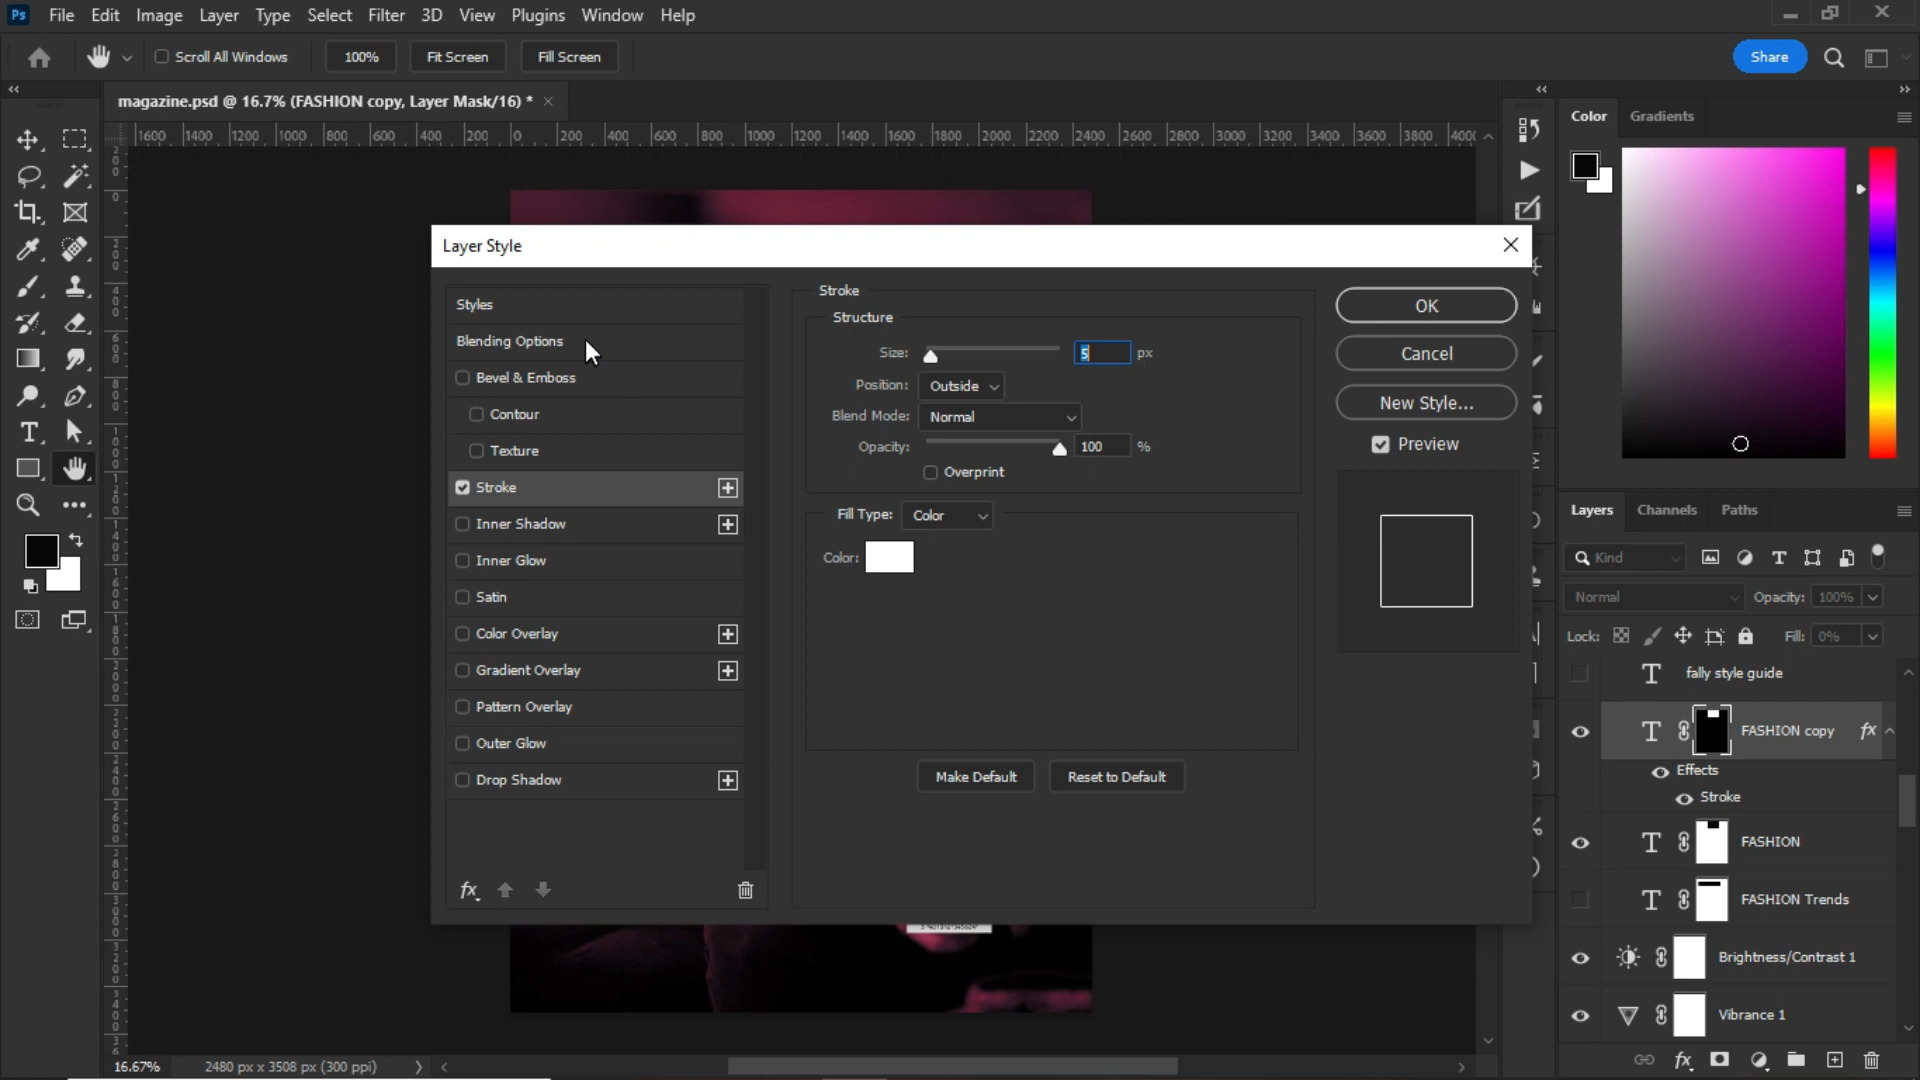 Ps File Edit Image Layer Type Select Filter 3D View Plugins Window Help
Scroll All Windows 100% Fit Screen Fill Screen Share
magazine.psd @ 16.7% (FASHION copy, Layer Mask/16) *
1600 1400 1200 1000 800 600 400 200 0 200 400 600 800 1000 1200 1400 1600 1800 2000 2200 2400 2600 2800 3000 3200 3400 3600 3800
Color Gradients
Layer Style
Styles
Blending Options
Bevel & Emboss
Contour
Texture
Stroke
Inner Shadow
Inner Glow
Satin
Color Overlay
Gradient Overlay
Pattern Overlay
Outer Glow
Drop Shadow
fx
Stroke
Structure
Size: 5 px
Position: Outside
Blend Mode: Normal
Opacity: 100 %
Overprint
Fill Type: Color
Color:
Make Default Reset to Default
OK
Cancel
New Style...
Preview
Layers Channels Paths
Kind
Normal Opacity: 100%
Lock: Fill: 0%
fally style guide
FASHION copy fx
Effects
Stroke
FASHION
FASHION Trends
Brightness/Contrast 1
Vibrance 1
fx
16.67% 2480 px x 3508 px (300 ppi)